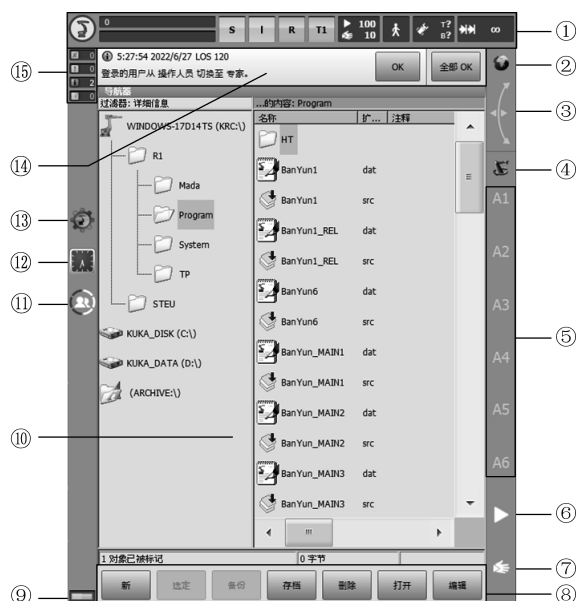 0
S I R T1 100 10 T? B? ∞
①
⑮ 0 0 2 0
5:27:54 2022/6/27 LOS 120
登录的用户从 操作人员 切换至 专家。
OK 全部 OK
②
导航器
过滤器: 详细信息
...的内容: Program
名称 扩... 注释
③
WINDOWS-17D14TS (KRC:\)
R1
Mada
Program
System
TP
STEU
KUKA_DISK (C:\)
KUKA_DATA (D:\)
(ARCHIVE:\)
HT
BanYun1 dat
BanYun1 src
BanYun1_REL dat
BanYun1_REL src
BanYun6 dat
BanYun6 src
BanYun_MAIN1 dat
BanYun_MAIN1 src
BanYun_MAIN2 dat
BanYun_MAIN2 src
BanYun_MAIN3 dat
BanYun_MAIN3 src
④
A1
A2
A3
A4
A5
A6
⑤
⑥
⑦
⑧
⑭
⑬
⑫
⑪
⑩
⑨
1 对象已被标记 0 字节
新 选定 备份 存档 删除 打开 编辑